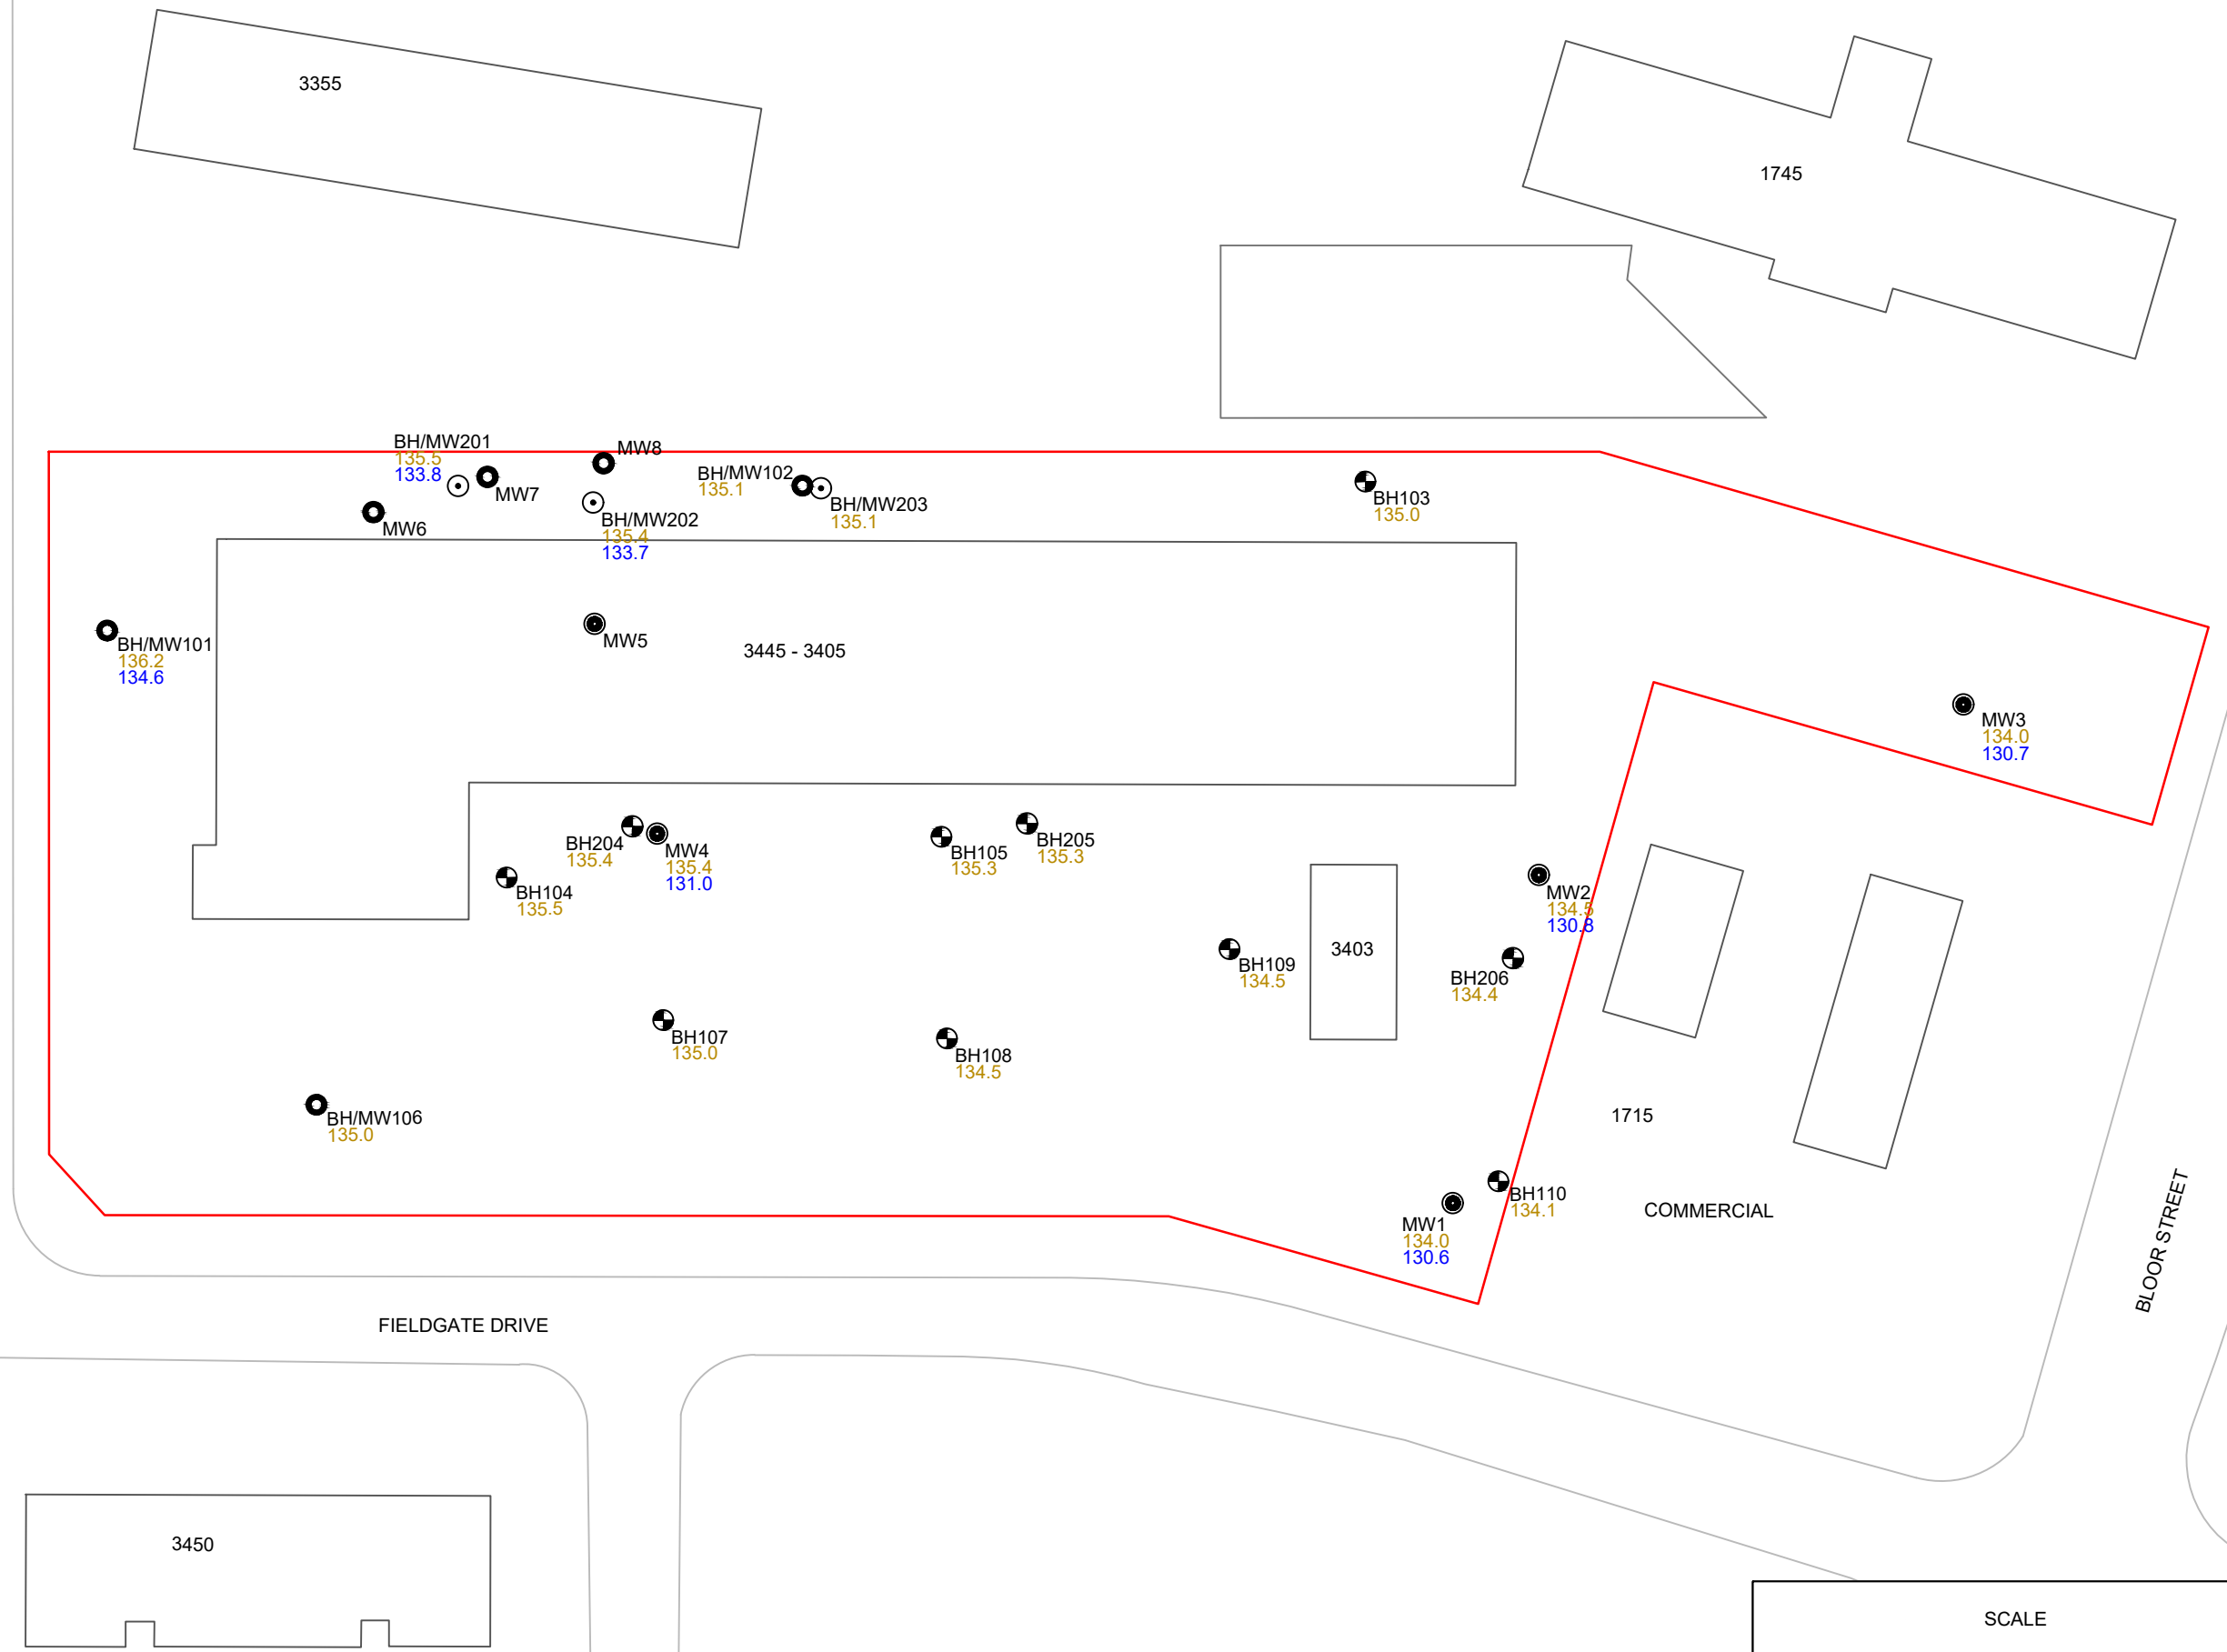 3355
1745
BH/MW201
135.5
133.8
MW7
MW8
BH/MW102
135.1
BH/MW203
135.1
BH103
135.0
MW6
BH/MW202
135.4
133.7
BH/MW101
136.2
134.6
MW5
3445 - 3405
MW3
134.0
130.7
BH204
135.4
MW4
135.4
131.0
BH105
135.3
BH205
135.3
BH104
135.5
MW2
134.5
130.8
BH109
134.5
3403
BH206
134.4
BH107
135.0
BH108
134.5
BH/MW106
135.0
1715
BH110
134.1
MW1
134.0
130.6
COMMERCIAL
BLOOR STREET
FIELDGATE DRIVE
3450
SCALE